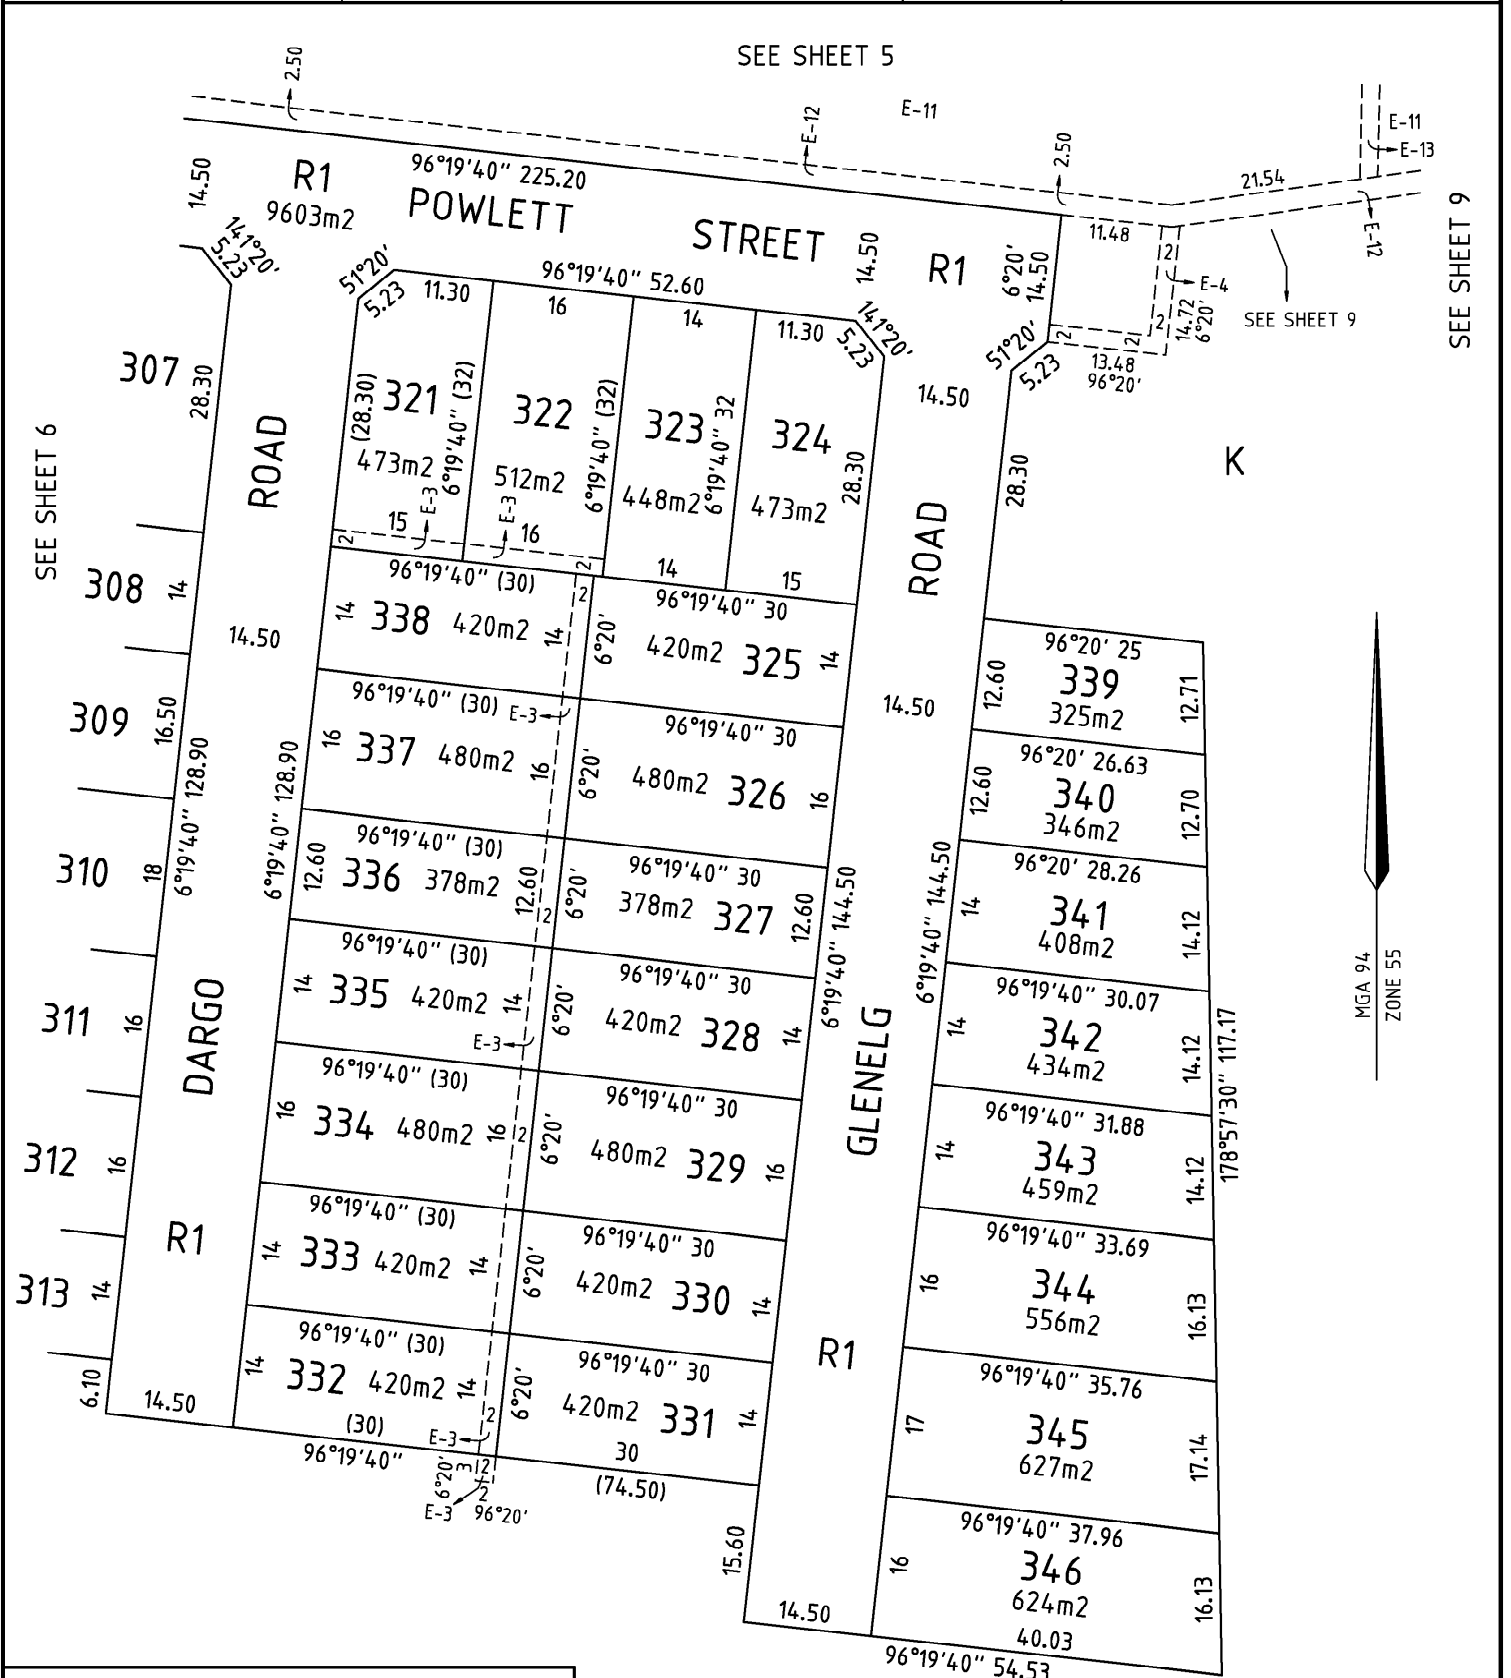 SEE SHEET 5
2.50
E-12
E-11
2.50
E-11
E-13
21.54
E-12
SEE SHEET 9
14.50
R1
9603m2
96°19'40" 225.20
POWLETT STREET
14.50
R1
6°20'
14.50
11.48
2
E-4
2
14.72
6°20'
SEE SHEET 9
2
2
13.48
96°20'
141°20'
5.23
51°20'
5.23
96°19'40" 52.60
11.30
16
14
11.30
141°20'
5.23
51°20'
5.23
14.50
307
28.30
SEE SHEET 6
ROAD
(28.30)
321
473m2
6°19'40" (32)
322
512m2
6°19'40" (32)
323
448m2
6°19'40" 32
324
473m2
28.30
ROAD
28.30
K
15
E-3
E-3
16
2
2
14
15
308
14
14.50
96°19'40" (30)
14
338 420m2
14
2
6°20'
96°19'40" 30
420m2 325
14
14.50
96°20' 25
12.60
339
325m2
12.71
309
16.50
6°19'40" 128.90
6°19'40" 128.90
96°19'40" (30)
E-3
16
337 480m2
16
6°20'
96°19'40" 30
480m2 326
16
96°20' 26.63
12.60
340
346m2
12.70
310
18
96°19'40" (30)
12.60
336 378m2
12.60
2
6°20'
96°19'40" 30
378m2 327
12.60
6°19'40" 144.50
6°19'40" 144.50
96°20' 28.26
14
341
408m2
14.12
MGA 94
ZONE 55
311
16
DARGO
96°19'40" (30)
14
335 420m2
14
E-3
6°20'
96°19'40" 30
420m2 328
14
GLENELG
96°19'40" 30.07
14
342
434m2
14.12
178°57'30" 117.17
312
16
96°19'40" (30)
16
334 480m2
16
2
6°20'
96°19'40" 30
480m2 329
16
96°19'40" 31.88
14
343
459m2
14.12
R1
313
14
96°19'40" (30)
14
333 420m2
14
6°20'
96°19'40" 30
420m2 330
14
96°19'40" 33.69
16
344
556m2
16.13
R1
6.10
14.50
96°19'40" (30)
14
332 420m2
14
(30)
2
E-3
96°19'40"
6°20'
96°19'40" 30
420m2 331
14
30
(74.50)
6°20'
3
2
2
E-3
96°20'
96°19'40" 35.76
17
345
627m2
17.14
15.60
14.50
96°19'40" 37.96
16
346
624m2
16.13
40.03
96°19'40" 54.53